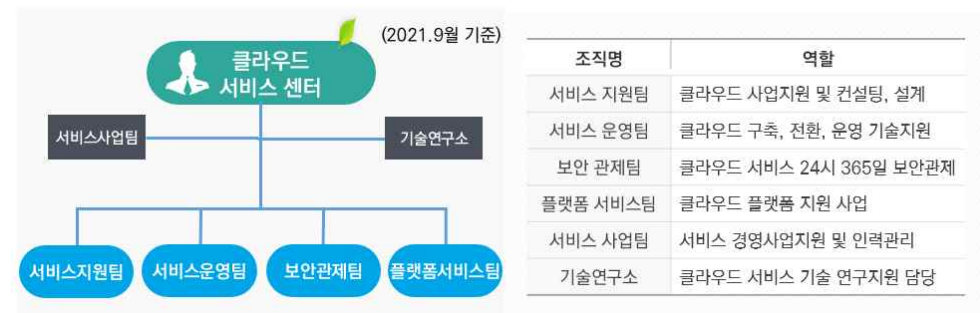 (2021.9월 기준)
클라우드
서비스 센터
서비스사업팀
기술연구소
서비스지원팀
서비스운영팀
보안관제팀
플랫폼서비스팀
조직명 역할
서비스 지원팀 클라우드 사업지원 및 컨설팅, 설계
서비스 운영팀 클라우드 구축, 전환, 운영 기술지원
보안 관제팀 클라우드 서비스 24시 365일 보안관제
플랫폼 서비스팀 클라우드 플랫폼 지원 사업
서비스 사업팀 서비스 경영사업지원 및 인력관리
기술연구소 클라우드 서비스 기술 연구지원 담당